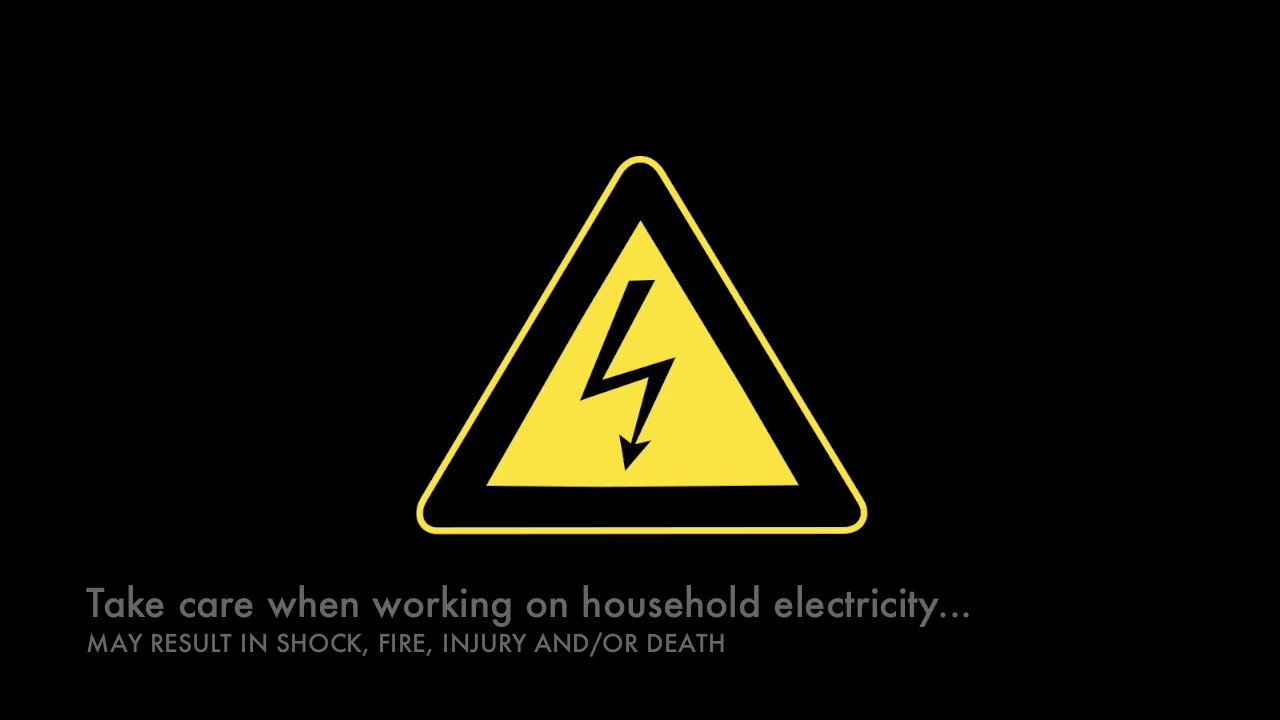 Take care when working on household electricity...
MAY RESULT IN SHOCK, FIRE, INJURY AND/OR DEATH